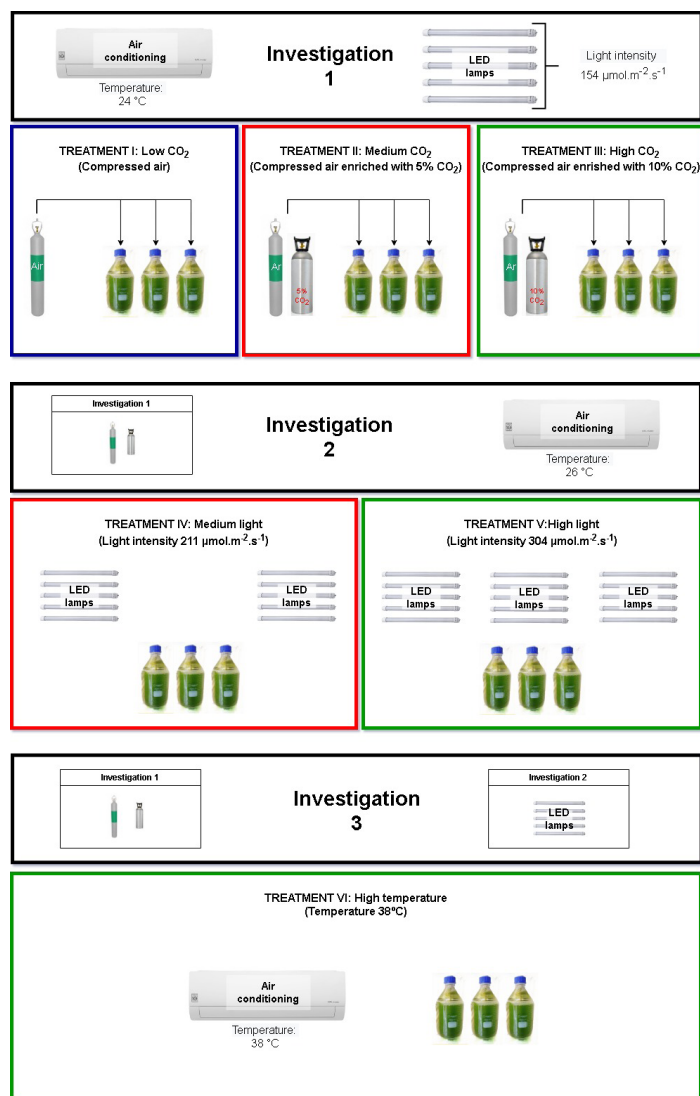 Air
conditioning
Temperature:
24 °C
Investigation
1
LED
lamps
Light intensity
154 µmol.m-2.s-1
TREATMENT I: Low CO2
(Compressed air)
Air
TREATMENT II: Medium CO2
(Compressed air enriched with 5% CO2)
Ar
5%
CO2
TREATMENT III: High CO2
(Compressed air enrished with 10% CO2)
Ar
10%
CO2
Investigation 1
Investigation
2
Air
conditioning
Temperature:
26 °C
TREATMENT IV: Medium light
(Light intensity 211 µmol.m-2.s-1)
LED
lamps
LED
lamps
TREATMENT V:High light
(Light intensity 304 µmol.m-2.s-1)
LED
lamps
LED
lamps
LED
lamps
Investigation 1
Investigation
3
Investigation 2
LED
lamps
TREATMENT VI: High temperature
(Temperature 38ºC)
Air
conditioning
Temperature:
38 °C